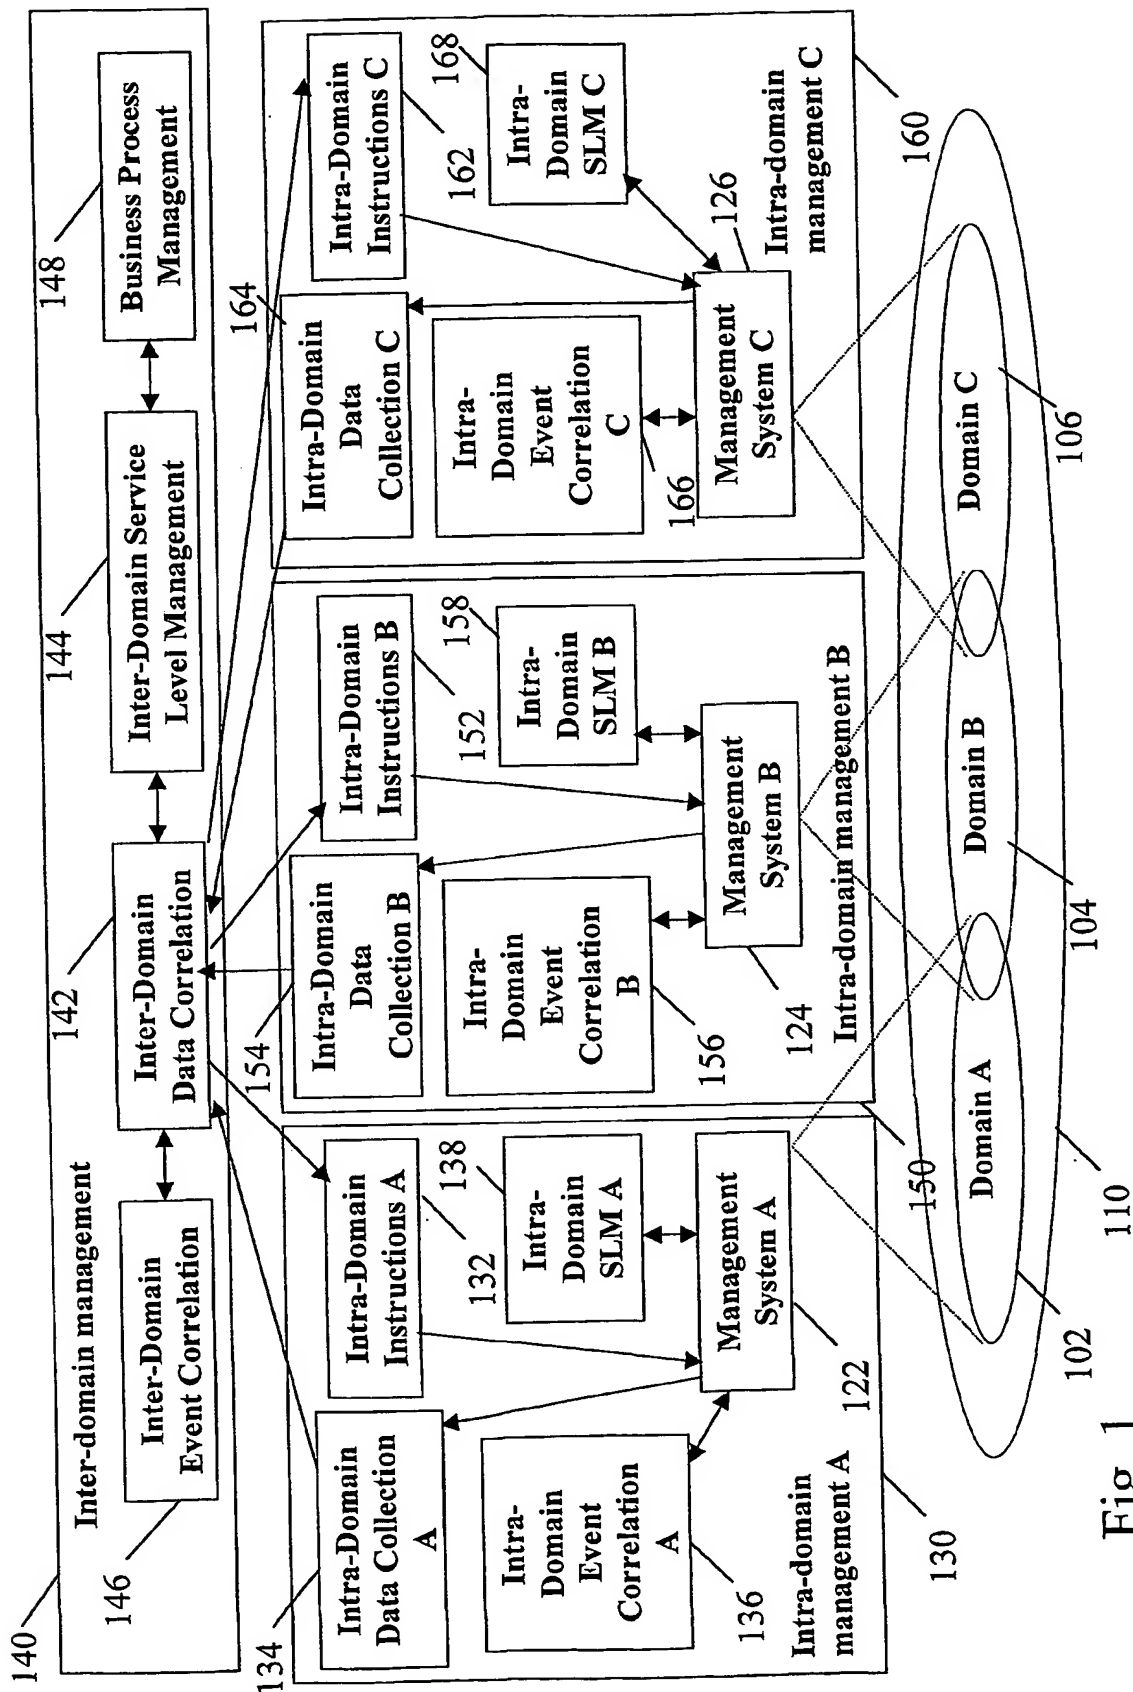 140
Inter-domain management
146
Inter-Domain
Event Correlation
142
Inter-Domain
Data Correlation
144
Inter-Domain Service
Level Management
148
Business Process
Management
134
Intra-Domain
Data Collection
A
Intra-Domain
Instructions A
132
Intra-
Domain
Event
Correlation
A
136
138
Intra-
Domain
SLM A
Management
System A
122
Intra-domain
management A
130
154
Intra-Domain
Data
Collection B
Intra-Domain
Instructions B
152
Intra-
Domain
Event
Correlation
B
156
158
Intra-
Domain
SLM B
Management
System B
124
Intra-domain management B
150
164
Intra-Domain
Data
Collection C
Intra-Domain
Instructions C
162
Intra-
Domain
Event
Correlation
C
166
168
Intra-
Domain
SLM C
126
Management
System C
Intra-domain
management C
160
Domain A
Domain B
Domain C
102
110
104
106
Fig. 1